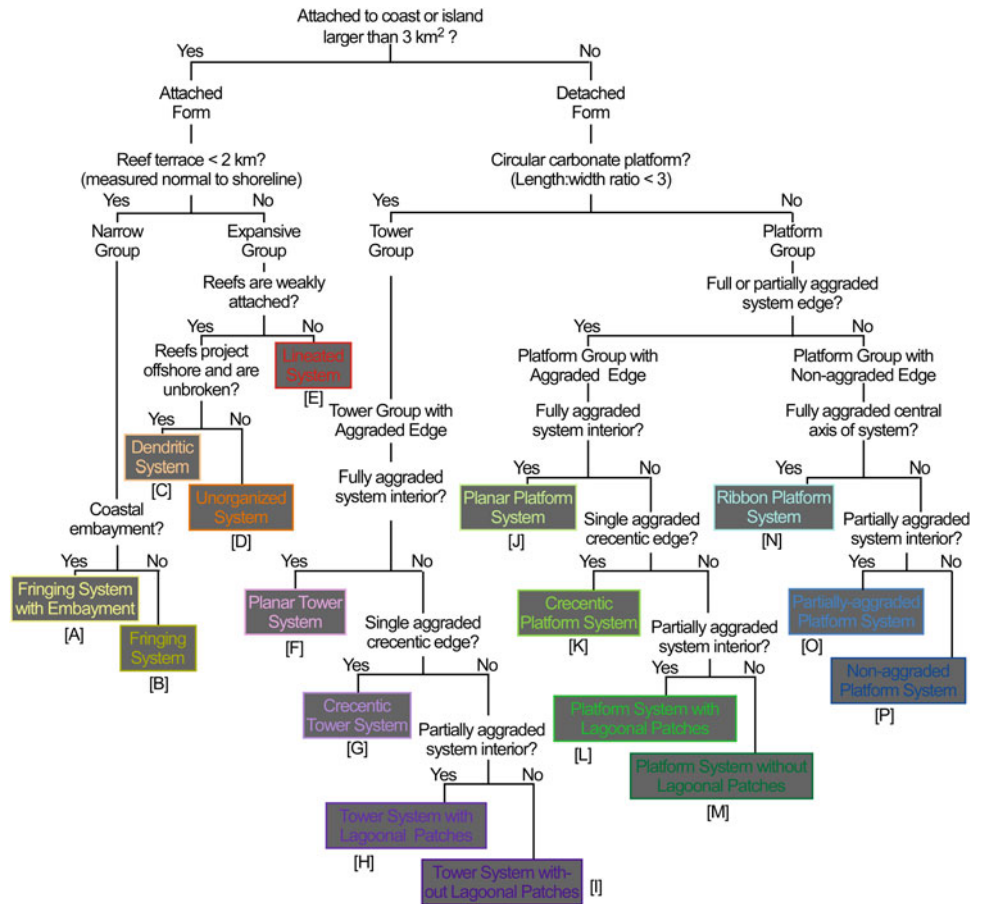 Attached to coast or island
larger than 3 km² ?
Yes
No
Attached
Form
Detached
Form
Reef terrace < 2 km?
(measured normal to shoreline)
Circular carbonate platform?
(Length:width ratio < 3)
Yes
No
Yes
No
Narrow
Group
Expansive
Group
Tower
Group
Platform
Group
Reefs are weakly
attached?
Full or partially aggraded
system edge?
Yes
No
Yes
No
Reefs project
offshore and are
unbroken?
Lineated
System
[E]
Platform Group with
Aggraded Edge
Platform Group with
Non-aggraded Edge
Tower Group with
Aggraded Edge
Fully aggraded
system interior?
Fully aggraded central
axis of system?
Yes
No
Dendritic
System
[C]
Unorganized
System
[D]
Fully aggraded
system interior?
Yes
No
Planar Platform
System
[J]
Yes
No
Ribbon Platform
System
[N]
Coastal
embayment?
Single aggraded
crecentic edge?
Partially aggraded
system interior?
Yes
No
Fringing System
with Embayment
[A]
Fringing
System
[B]
Yes
No
Planar Tower
System
[F]
Yes
No
Crecentic
Platform System
[K]
Yes
No
Partially-aggraded
Platform System
[O]
Non-aggraded
Platform System
[P]
Single aggraded
crecentic edge?
Partially aggraded
system interior?
Yes
No
Crecentic
Tower System
[G]
Yes
No
Platform System with
Lagoonal Patches
[L]
Platform System without
Lagoonal Patches
[M]
Partially aggraded
system interior?
Yes
No
Tower System with
Lagoonal Patches
[H]
Tower System with-
out Lagoonal Patches
[I]